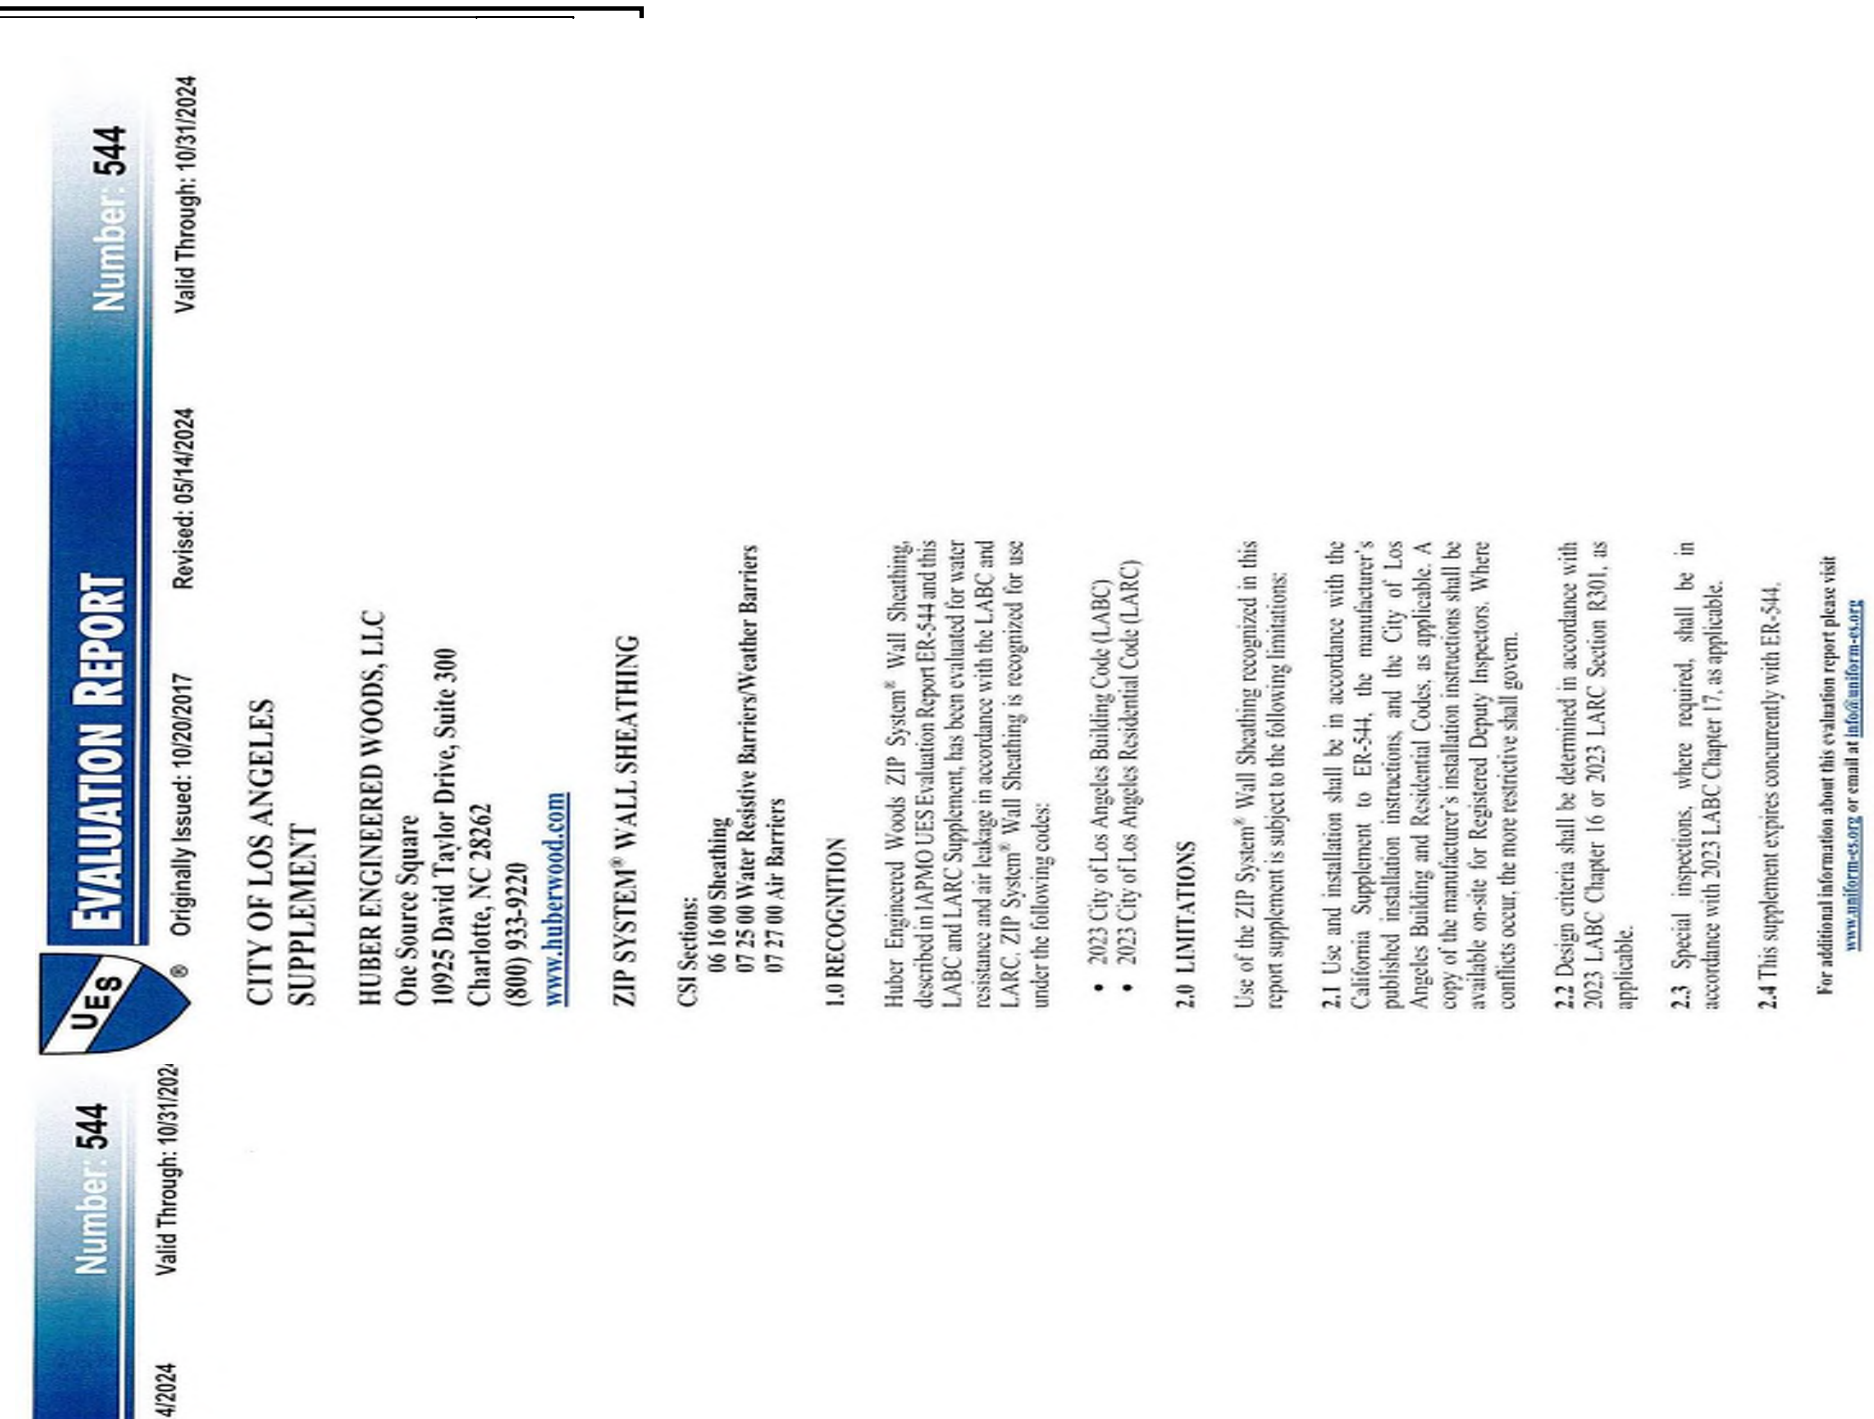 UES
®
EVALUATION REPORT
Number: 544
Originally Issued: 10/20/2017 Revised: 05/14/2024 Valid Through: 10/31/2024
CITY OF LOS ANGELES
SUPPLEMENT
HUBER ENGINEERED WOODS, LLC
One Source Square
10925 David Taylor Drive, Suite 300
Charlotte, NC 28262
(800) 933-9220
www.huberwood.com
ZIP SYSTEM® WALL SHEATHING
CSI Sections:
06 16 00 Sheathing
07 25 00 Water Resistive Barriers/Weather Barriers
07 27 00 Air Barriers
1.0 RECOGNITION
Huber Engineered Woods ZIP System® Wall Sheathing,
described in IAPMO UES Evaluation Report ER-544 and this
LABC and LARC Supplement, has been evaluated for water
resistance and air leakage in accordance with the LABC and
LARC. ZIP System® Wall Sheathing is recognized for use
under the following codes:
• 2023 City of Los Angeles Building Code (LABC)
• 2023 City of Los Angeles Residential Code (LARC)
2.0 LIMITATIONS
Use of the ZIP System® Wall Sheathing recognized in this
report supplement is subject to the following limitations:
2.1 Use and installation shall be in accordance with the
California Supplement to ER-544, the manufacturer's
published installation instructions, and the City of Los
Angeles Building and Residential Codes, as applicable. A
copy of the manufacturer's installation instructions shall be
available on-site for Registered Deputy Inspectors. Where
conflicts occur, the more restrictive shall govern.
2.2 Design criteria shall be determined in accordance with
2023 LABC Chapter 16 or 2023 LARC Section R301, as
applicable.
2.3 Special inspections, where required, shall be in
accordance with 2023 LABC Chapter 17, as applicable.
2.4 This supplement expires concurrently with ER-544.
For additional information about this evaluation report please visit
www.uniform-es.org or email at info@uniform-es.org
Number: 544
4/2024 Valid Through: 10/31/202